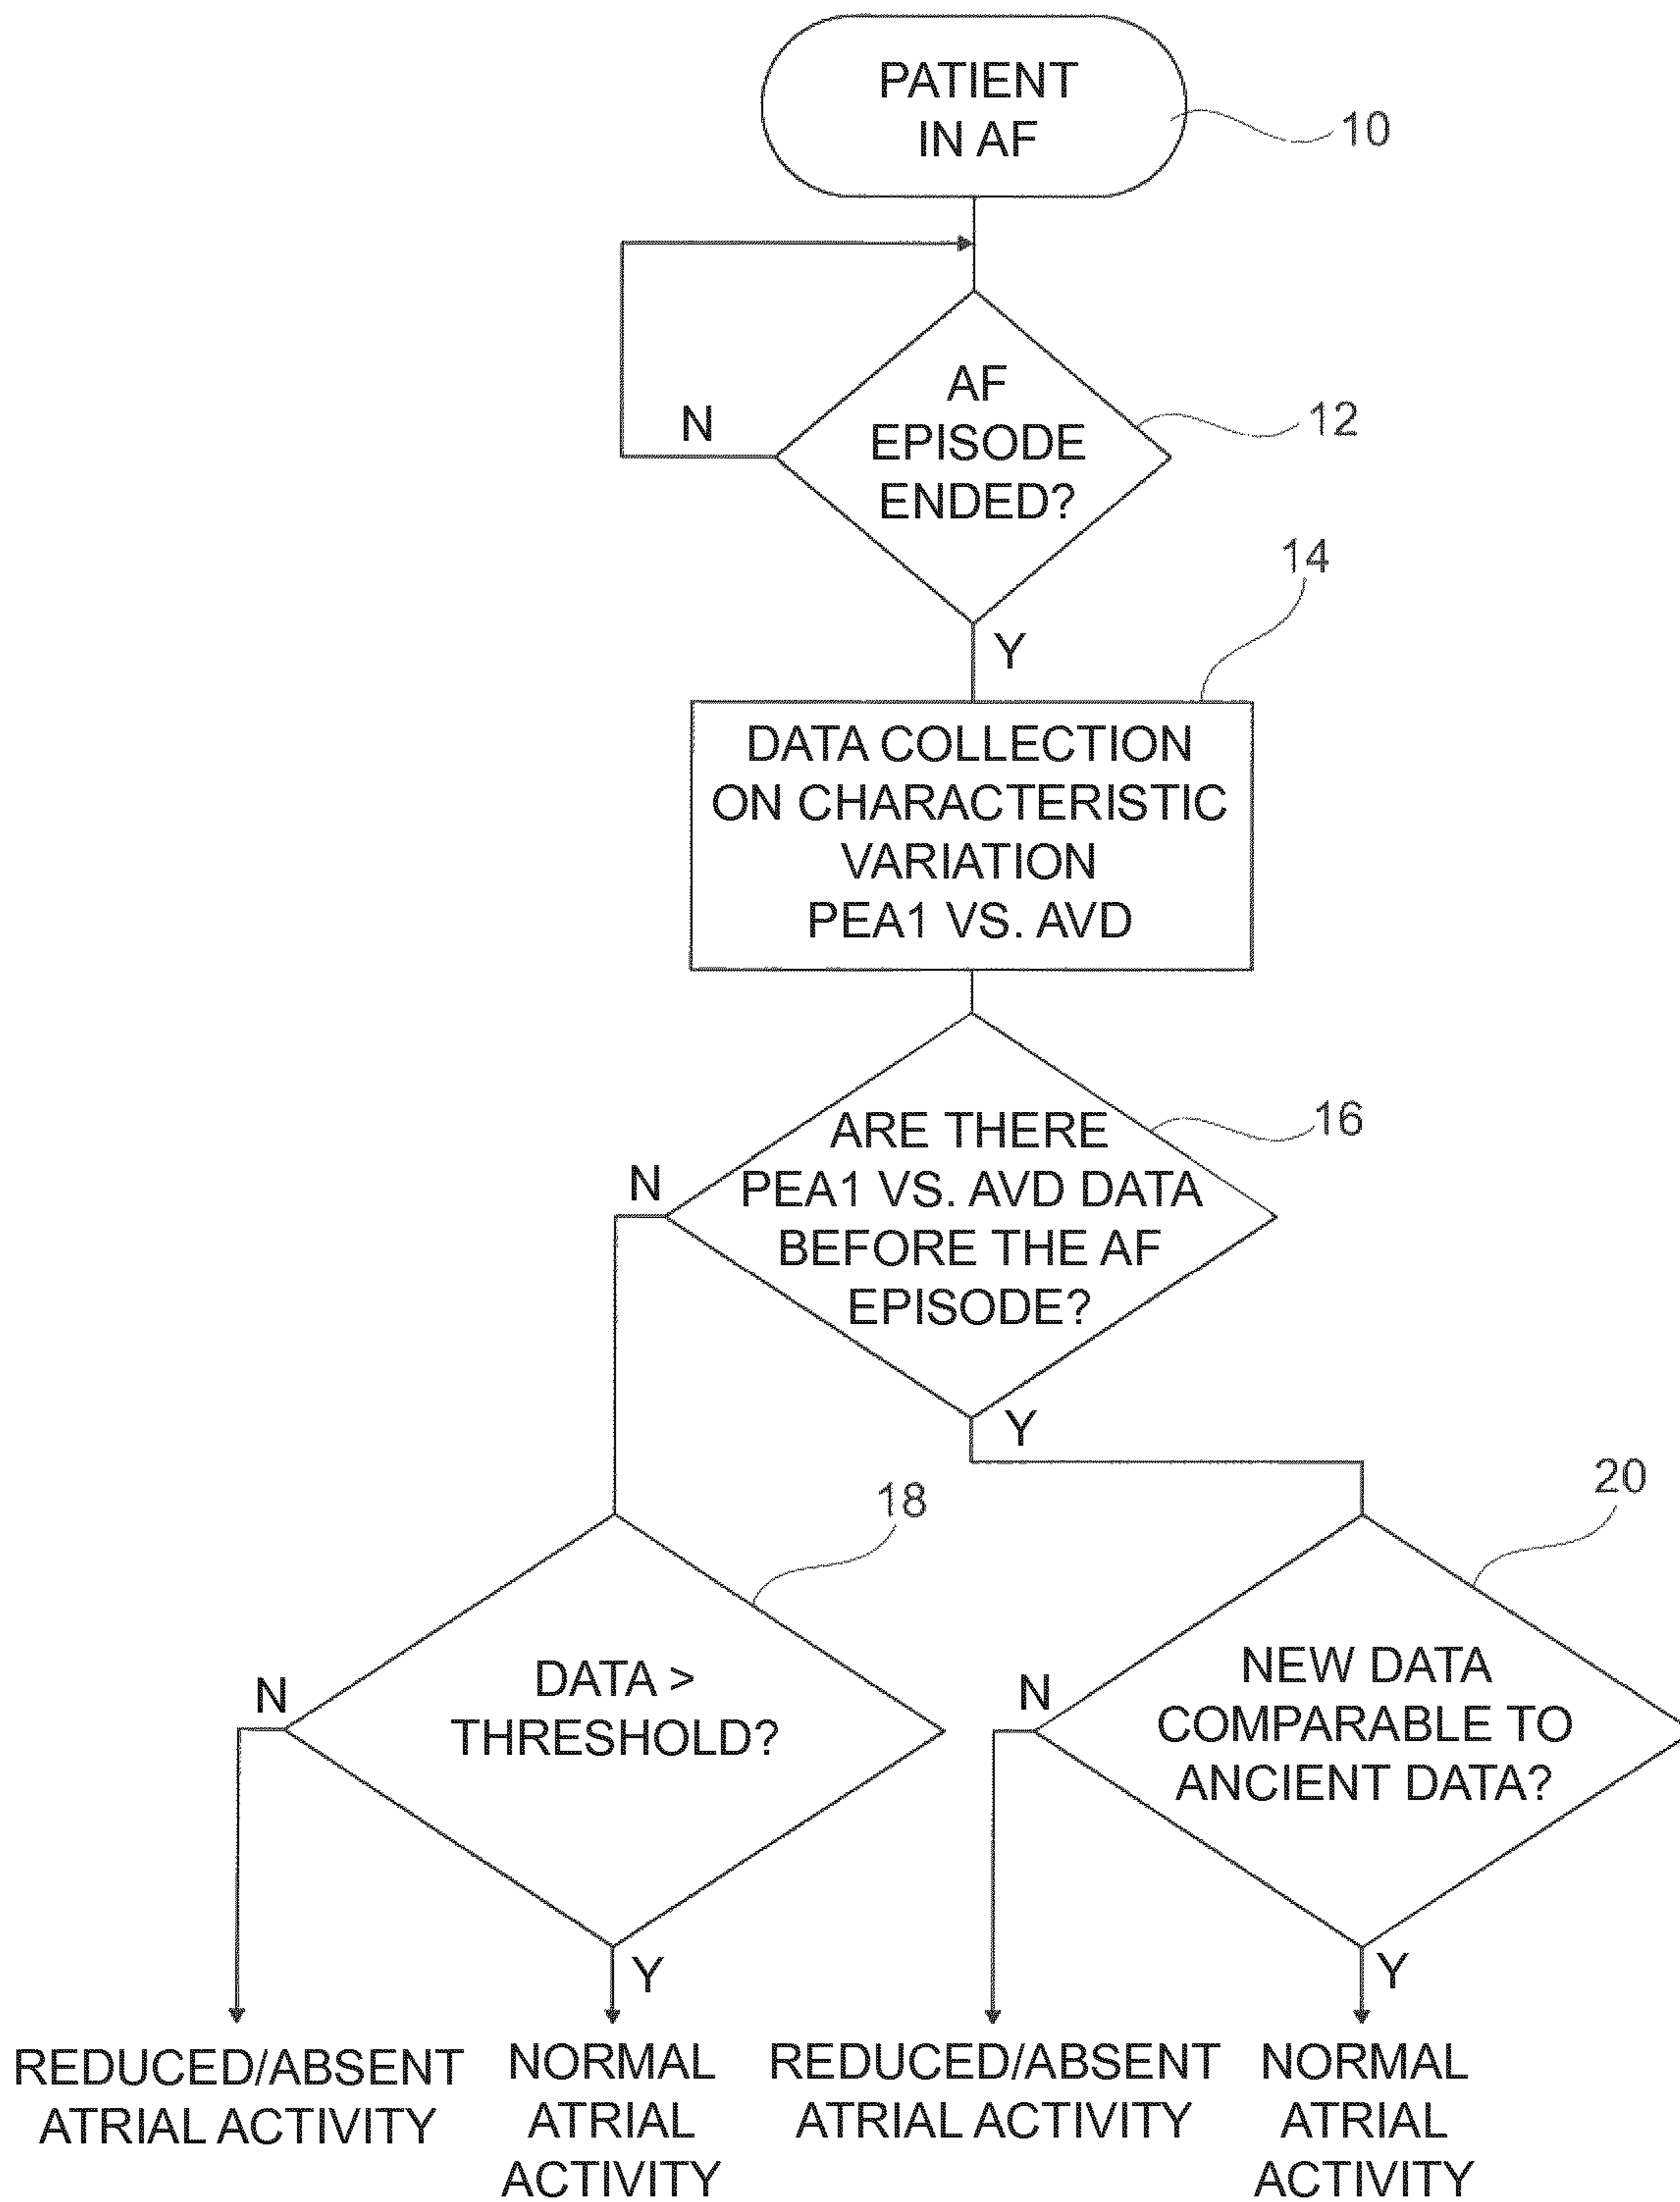 PATIENT
IN AF
10
AF
EPISODE
ENDED?
12
N
Y
14
DATA COLLECTION
ON CHARACTERISTIC
VARIATION
PEA1 VS. AVD
ARE THERE
PEA1 VS. AVD DATA
BEFORE THE AF
EPISODE?
16
N
Y
18
DATA >
THRESHOLD?
N
Y
20
NEW DATA
COMPARABLE TO
ANCIENT DATA?
N
Y
REDUCED/ABSENT
ATRIAL ACTIVITY
NORMAL
ATRIAL
ACTIVITY
REDUCED/ABSENT
ATRIAL ACTIVITY
NORMAL
ATRIAL
ACTIVITY